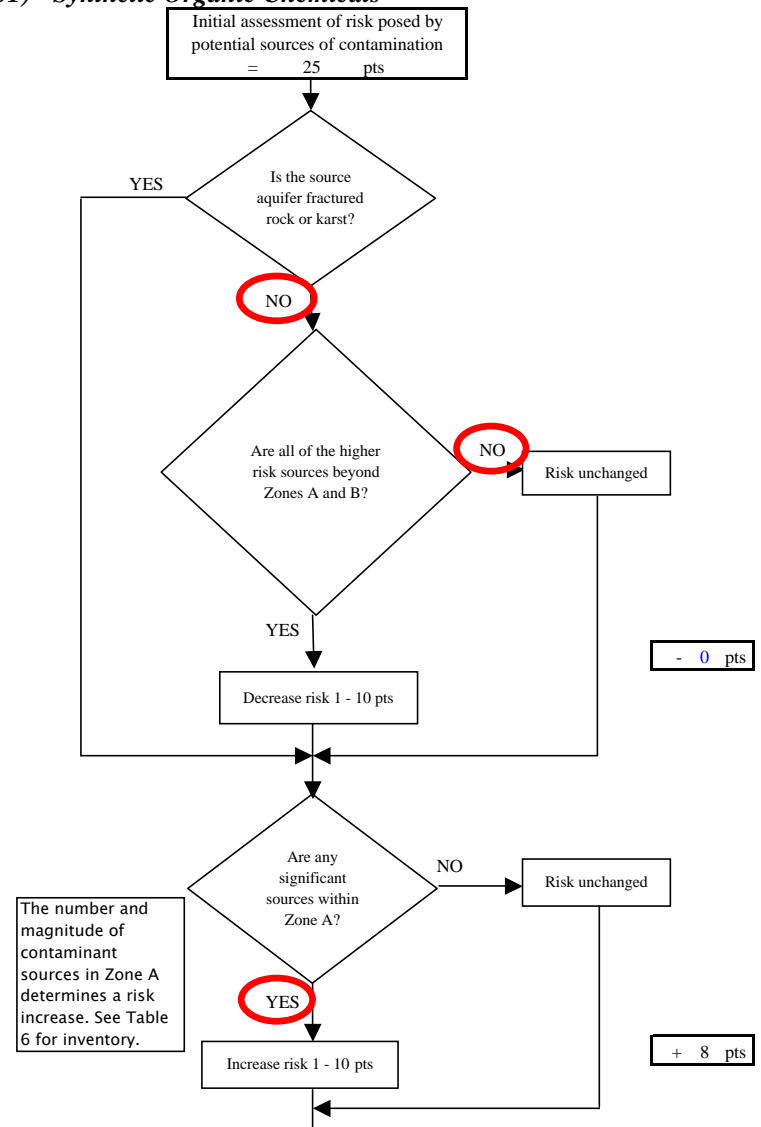 Synthetic Organic Chemicals
Initial assessment of risk posed by
potential sources of contamination
= 25 pts
Is the source
aquifer fractured
rock or karst?
YES
NO
Are all of the higher
risk sources beyond
Zones A and B?
NO
Risk unchanged
YES
- 0 pts
Decrease risk 1 - 10 pts
Are any
significant
sources within
Zone A?
NO
Risk unchanged
The number and
magnitude of
contaminant
sources in Zone A
determines a risk
increase. See Table
6 for inventory.
YES
Increase risk 1 - 10 pts
+ 8 pts